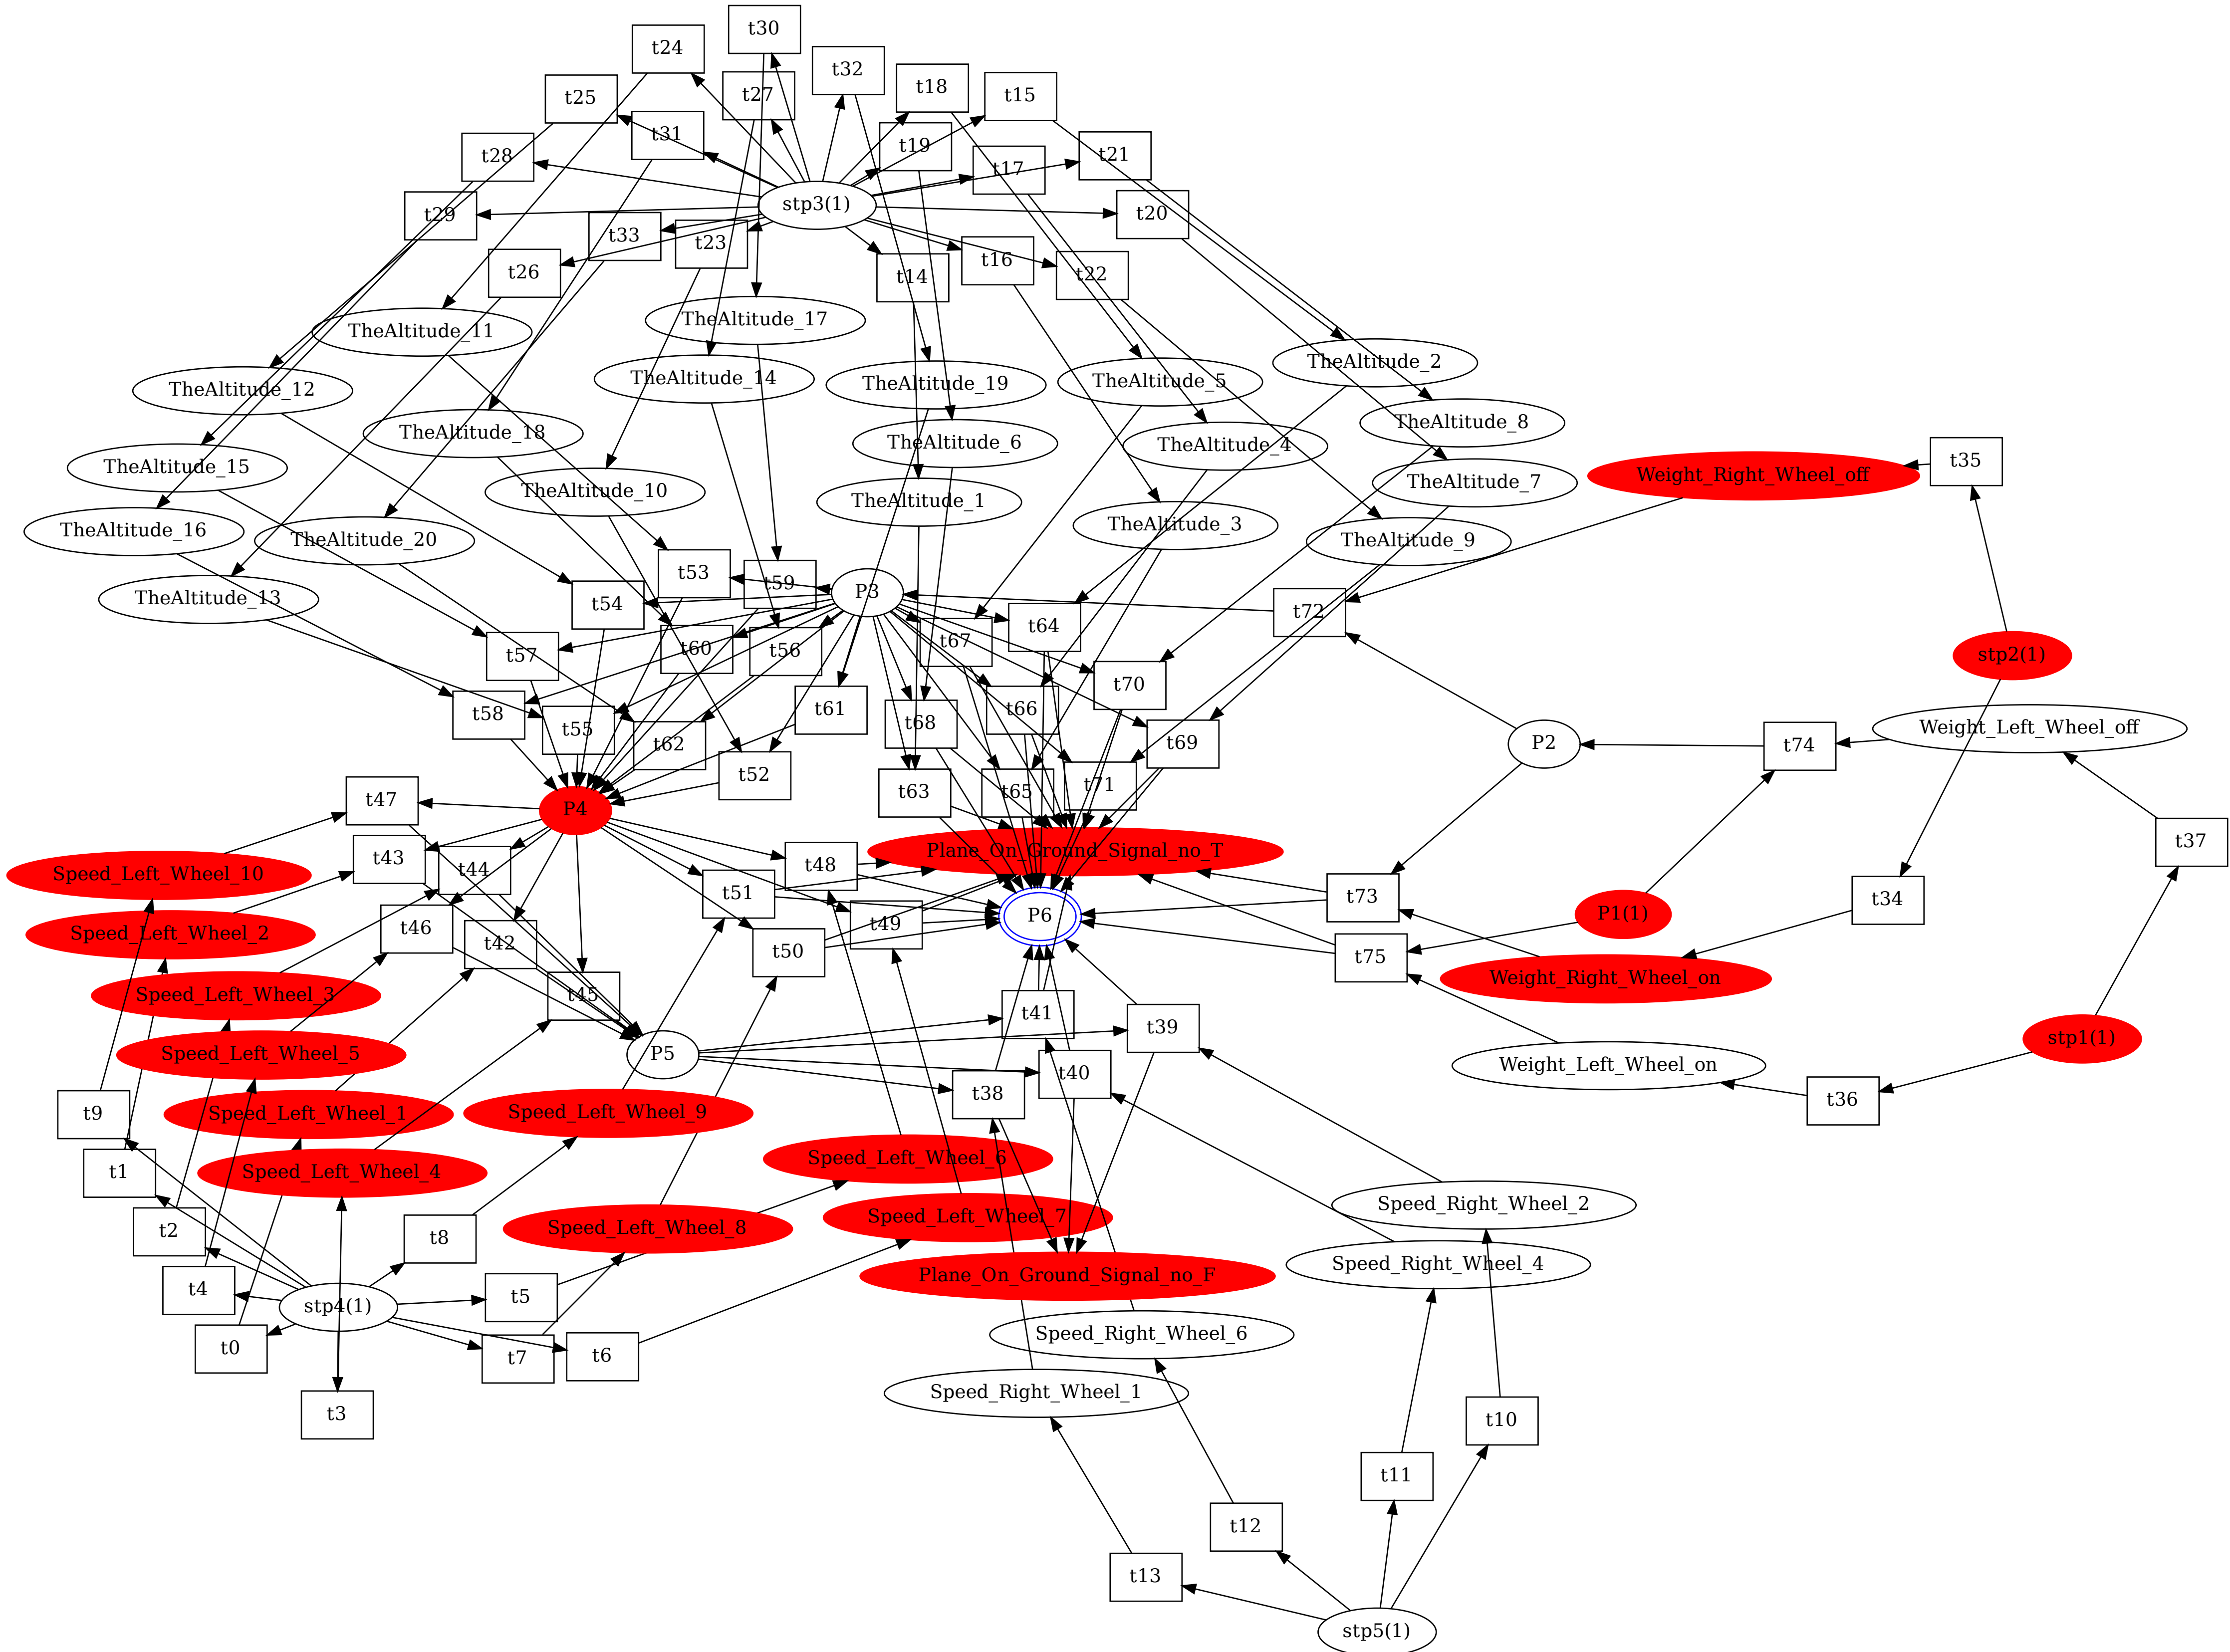 t30
t24
t32
t18
t25
t27
t15
t31
t19
t28
t21
t17
stp3(1)
t29
t20
t33
t23
t16
t26
t14
t22
TheAltitude_17
TheAltitude_11
TheAltitude_2
TheAltitude_14
TheAltitude_5
TheAltitude_19
TheAltitude_12
TheAltitude_8
TheAltitude_18
TheAltitude_6
TheAltitude_4
t35
TheAltitude_15
Weight_Right_Wheel_off
TheAltitude_7
TheAltitude_10
TheAltitude_1
TheAltitude_3
TheAltitude_16
TheAltitude_20
TheAltitude_9
t53
t59
P3
TheAltitude_13
t54
t72
t64
t67
t60
t56
t57
stp2(1)
t70
t66
t61
t58
t68
t55
Weight_Left_Wheel_off
t62
P2
t69
t74
t52
t71
t63
t65
t47
P4
t37
Plane_On_Ground_Signal_no_T
t43
t48
t44
Speed_Left_Wheel_10
t51
t73
t34
P1(1)
P6
t49
t46
Speed_Left_Wheel_2
t42
t50
t75
Weight_Right_Wheel_on
Speed_Left_Wheel_3
t45
t41
t39
stp1(1)
Speed_Left_Wheel_5
P5
Weight_Left_Wheel_on
t40
t38
t36
Speed_Left_Wheel_9
Speed_Left_Wheel_1
t9
Speed_Left_Wheel_6
t1
Speed_Left_Wheel_4
Speed_Right_Wheel_2
Speed_Left_Wheel_7
Speed_Left_Wheel_8
t2
t8
Speed_Right_Wheel_4
Plane_On_Ground_Signal_no_F
t4
t5
stp4(1)
Speed_Right_Wheel_6
t0
t6
t7
Speed_Right_Wheel_1
t3
t10
t11
t12
t13
stp5(1)